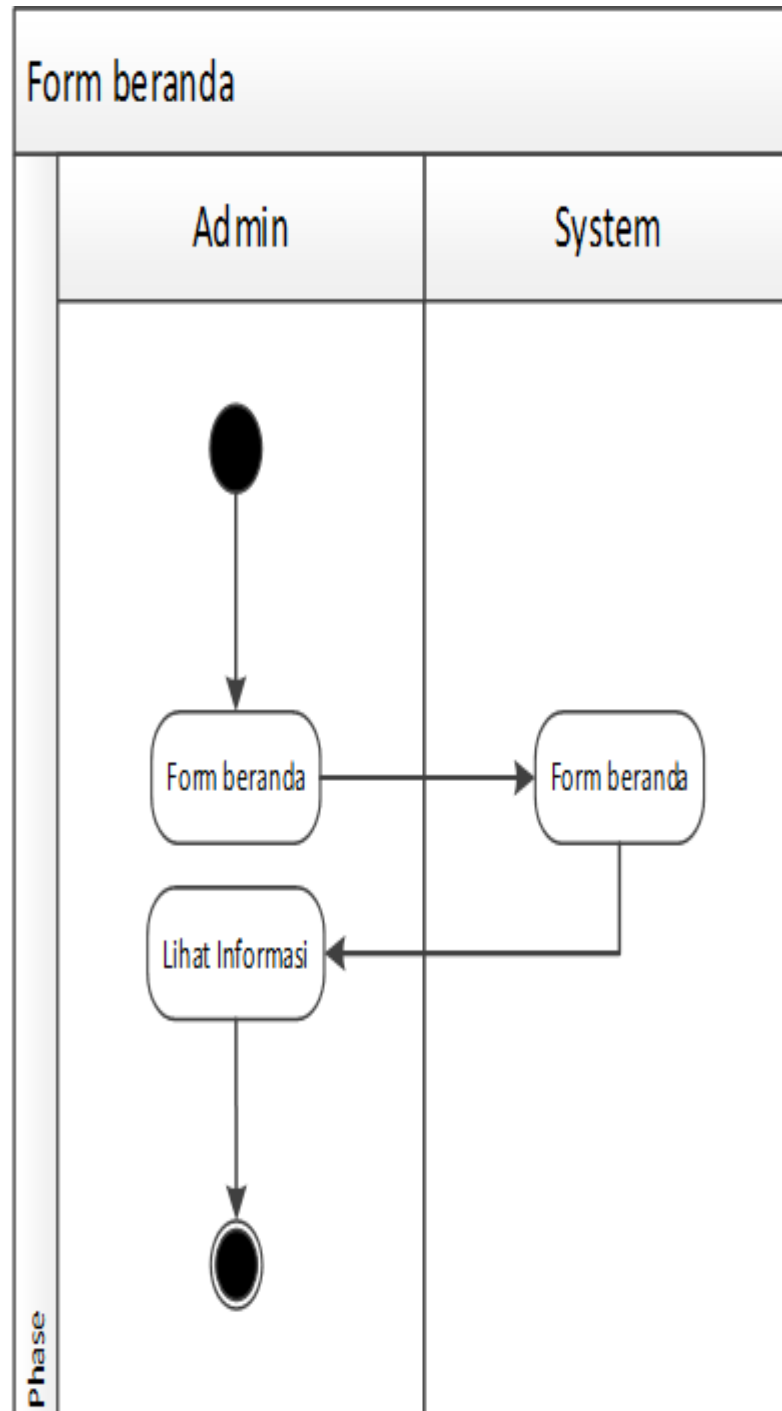 Form beranda
Admin
System
Form beranda
Form beranda
Lihat Informasi
Phase